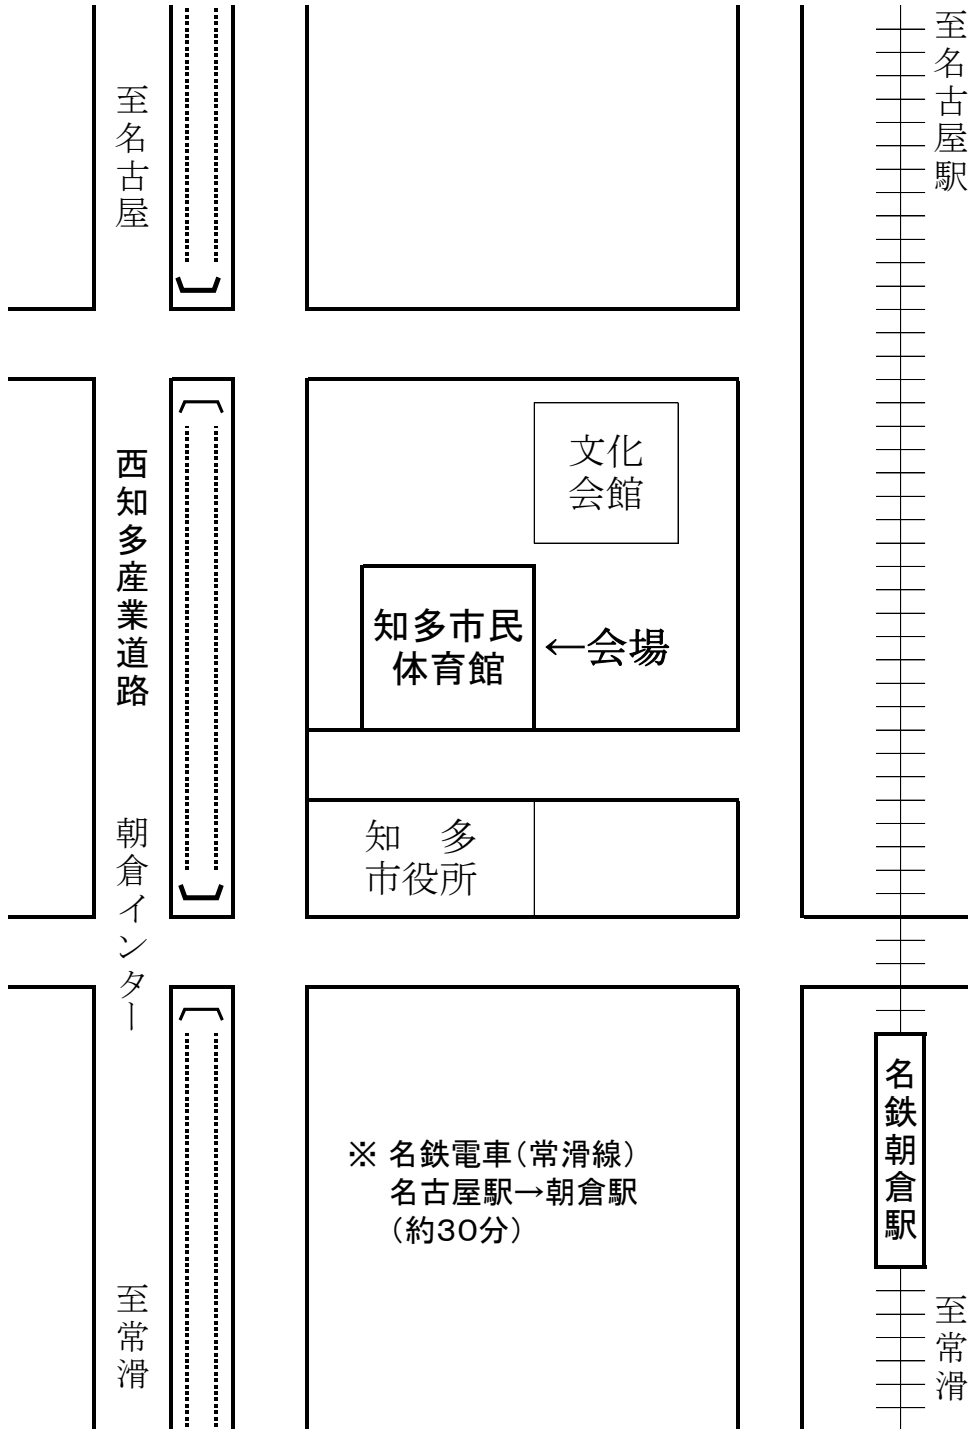 至名古屋駅
至名古屋
文化
会館
西知多産業道路
知多市民
体育館
←会場
朝倉インター
知　多
市役所
名鉄朝倉駅
※ 名鉄電車（常滑線）
名古屋駅→朝倉駅
（約30分）
至常滑
至常滑